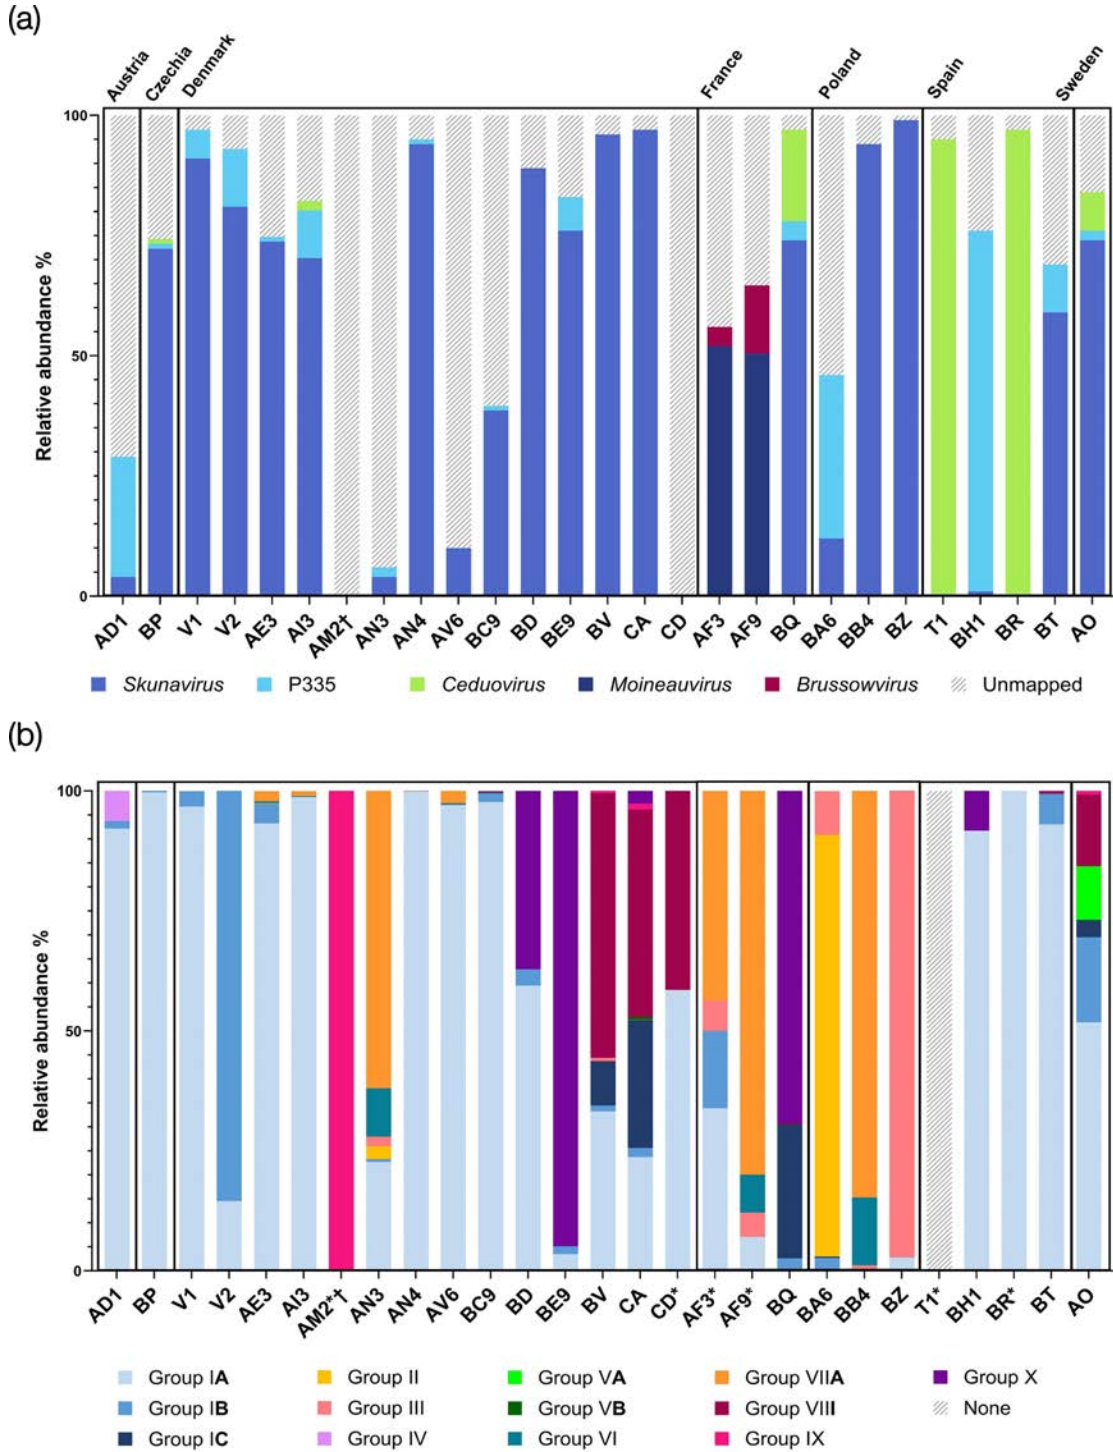 (a)
Austria
Czechia
Denmark
France
Poland
Spain
Sweden
Relative abundance %
100
50
0
AD1 BP V1 V2 AE3 AI3 AM2† AN3 AN4 AV6 BC9 BD BE9 BV CA CD AF3 AF9 BQ BA6 BB4 BZ T1 BH1 BR BT AO
Skunavirus P335 Ceduovirus Moineauvirus Brussowvirus Unmapped
(b)
Relative abundance %
100
50
0
AD1 BP V1 V2 AE3 AI3 AM2*† AN3 AN4 AV6 BC9 BD BE9 BV CA CD* AF3* AF9* BQ BA6 BB4 BZ T1* BH1 BR* BT AO
Group IA Group II Group VA Group VIIA Group X
Group IB Group III Group VB Group VIII None
Group IC Group IV Group VI Group IX